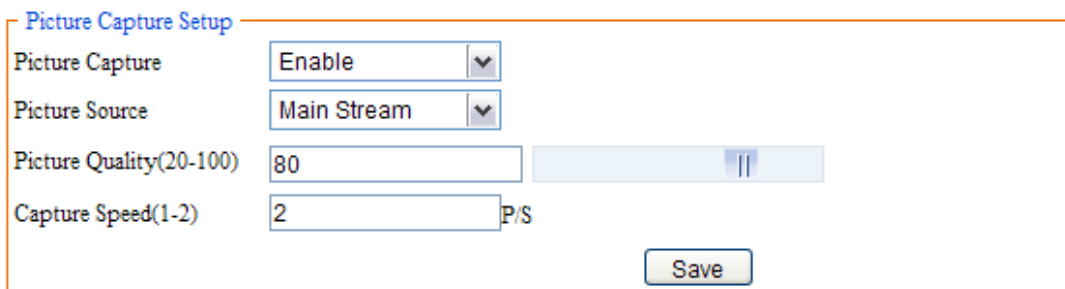 Picture Capture Setup
Picture Capture Enable
Picture Source Main Stream
Picture Quality(20-100) 80
Capture Speed(1-2) 2 P/S
Save